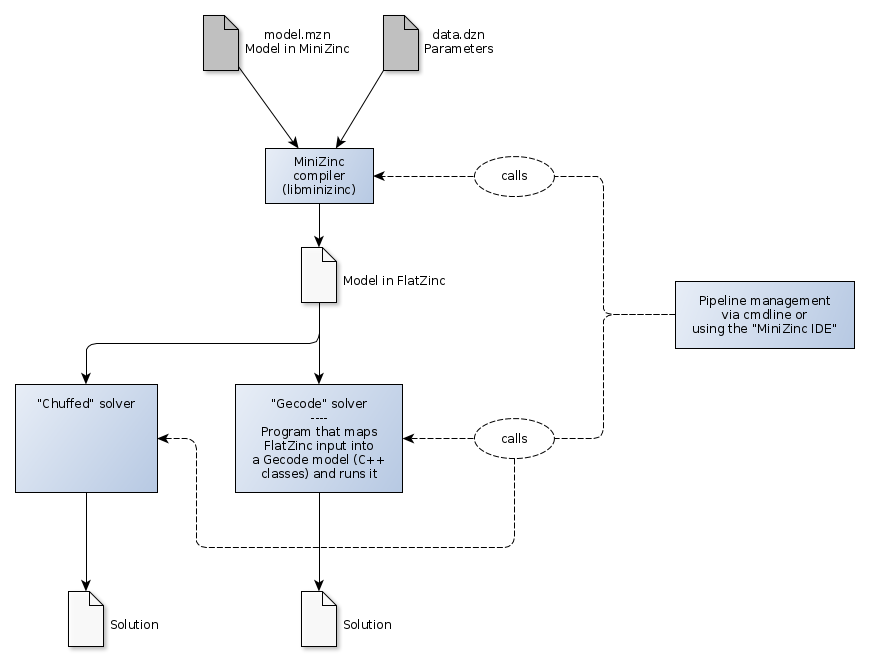 model.mzn
Model in MiniZinc
data.dzn
Parameters
MiniZinc
compiler
(libminizinc)
calls
Model in FlatZinc
Pipeline management
via cmdline or
using the "MiniZinc IDE"
"Chuffed" solver
"Gecode" solver
----
Program that maps
FlatZinc input into
a Gecode model (C++
classes) and runs it
calls
Solution
Solution